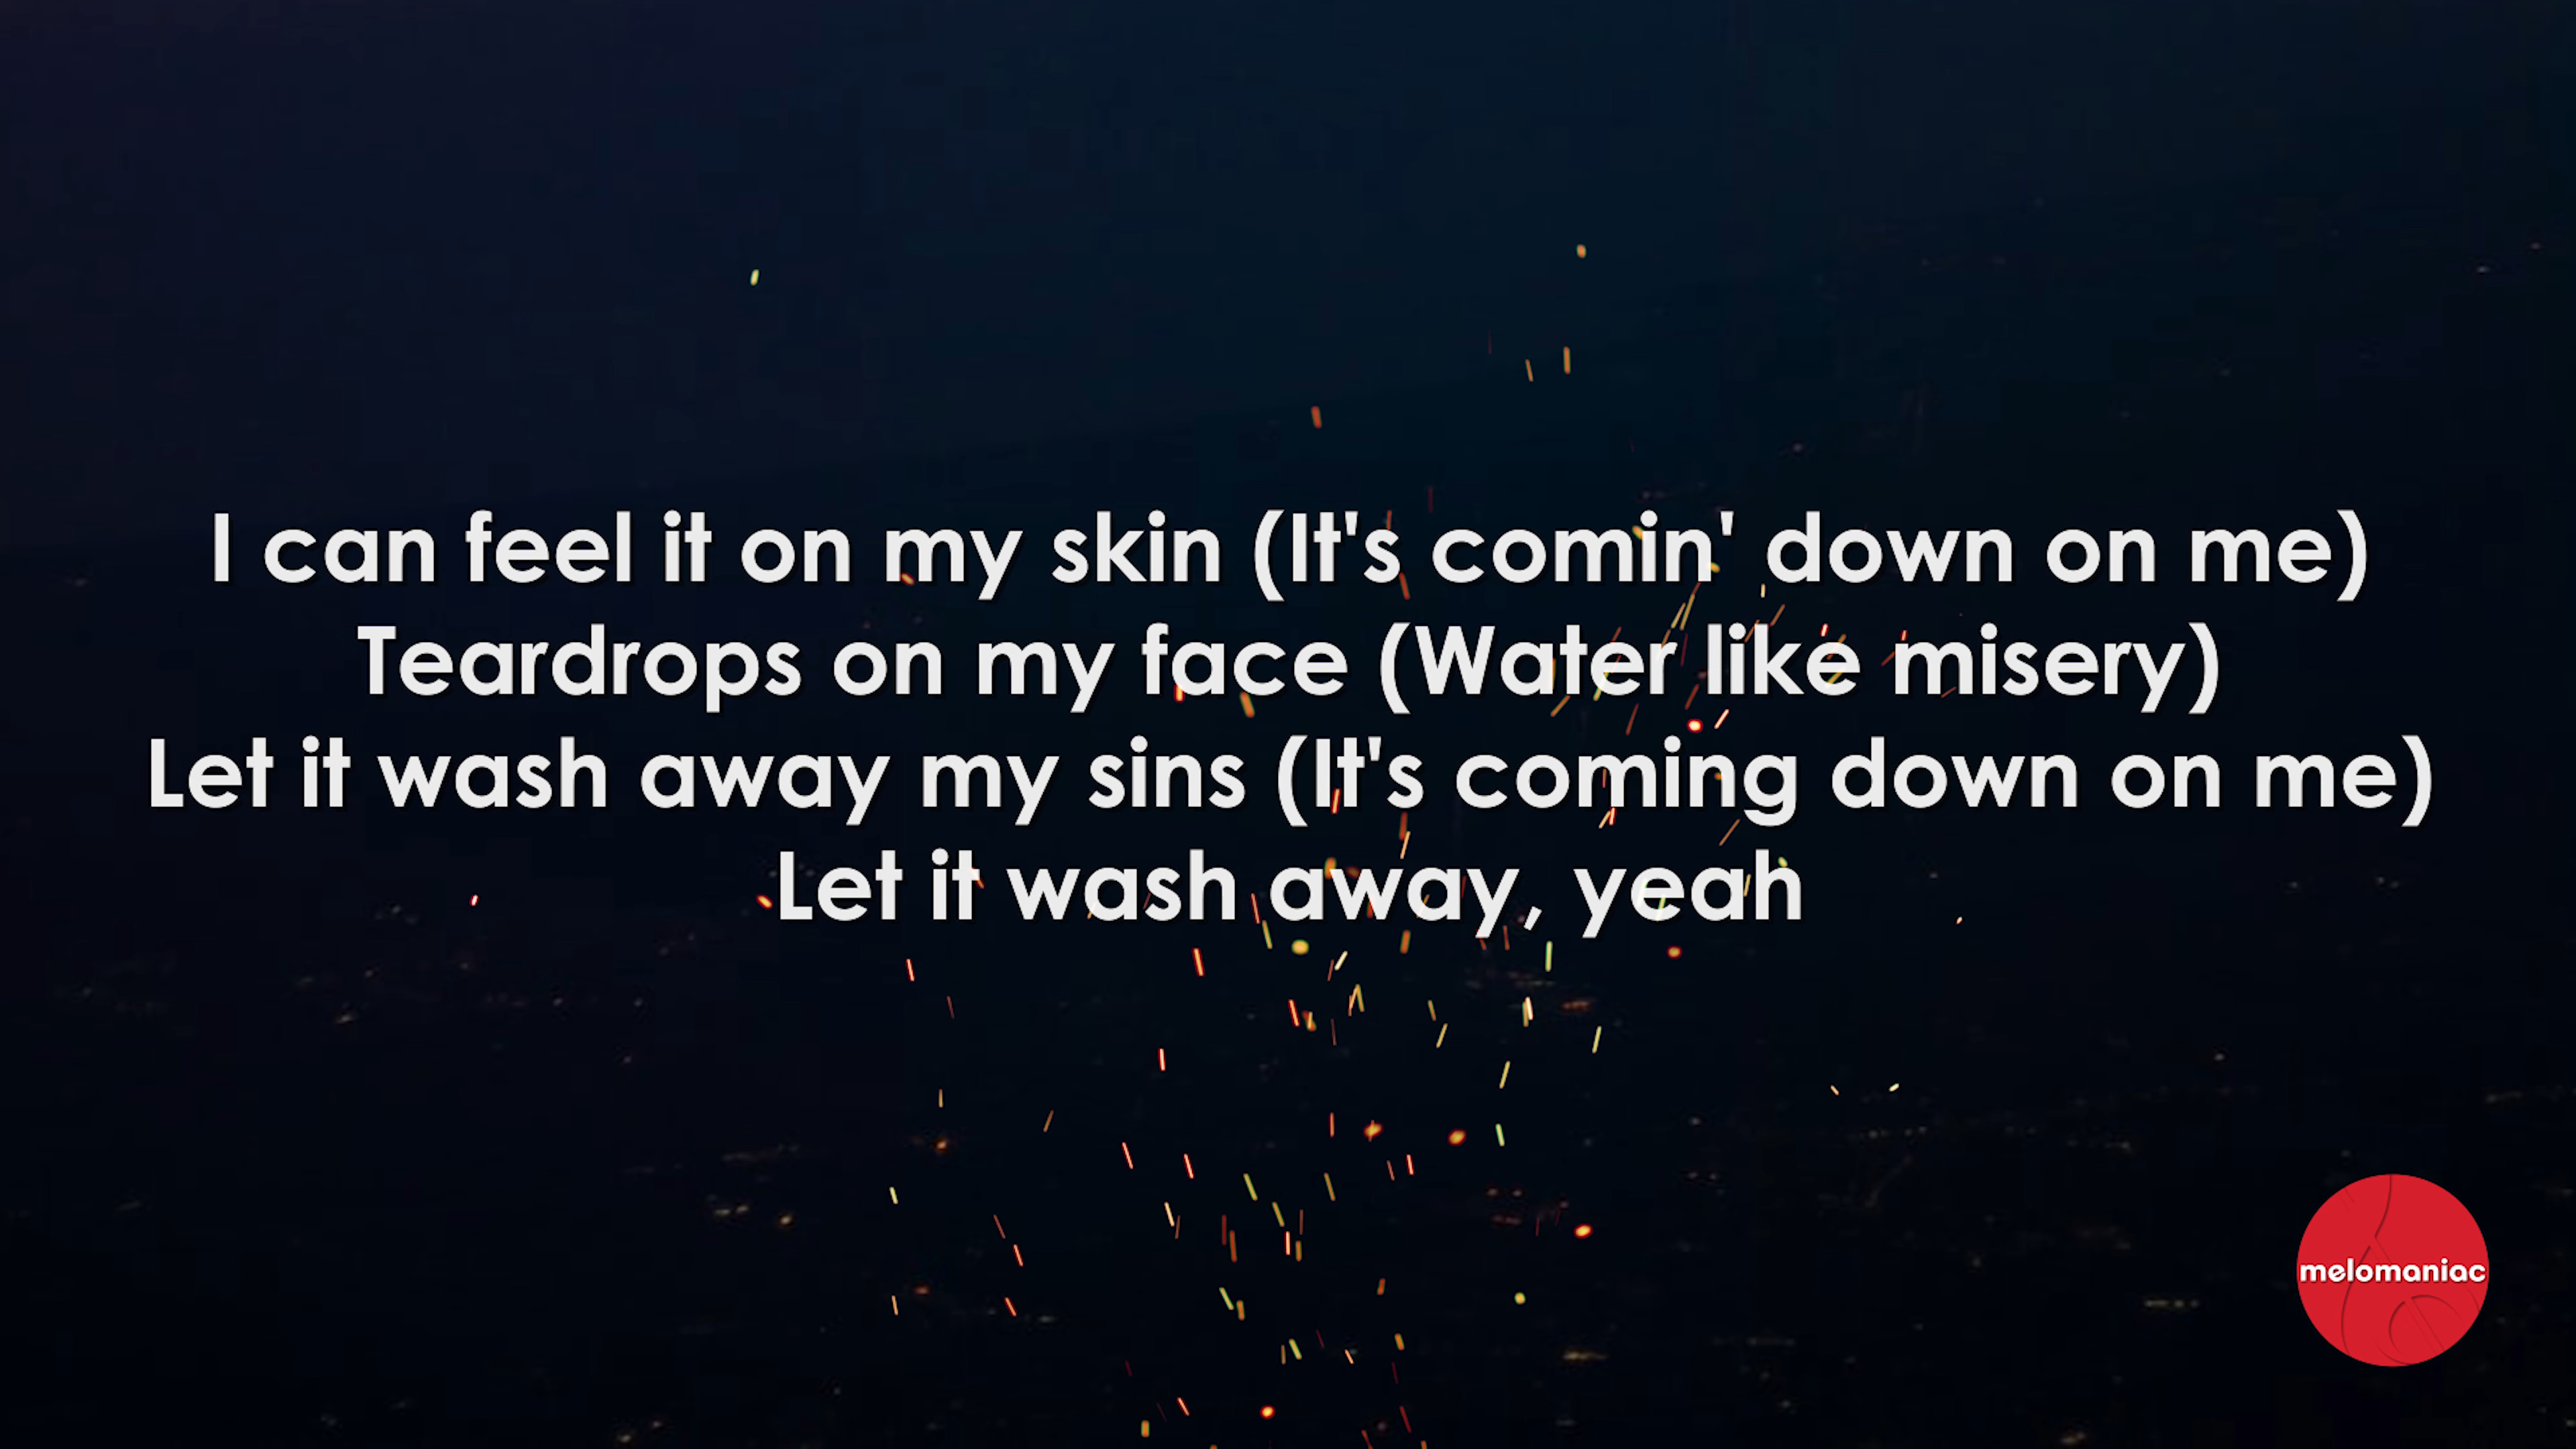 I can feel it on my skin (It's comin' down on me)
Teardrops on my face (Water like misery)
Let it wash away my sins (It's coming down on me)
Let it wash away, yeah
melomaniac